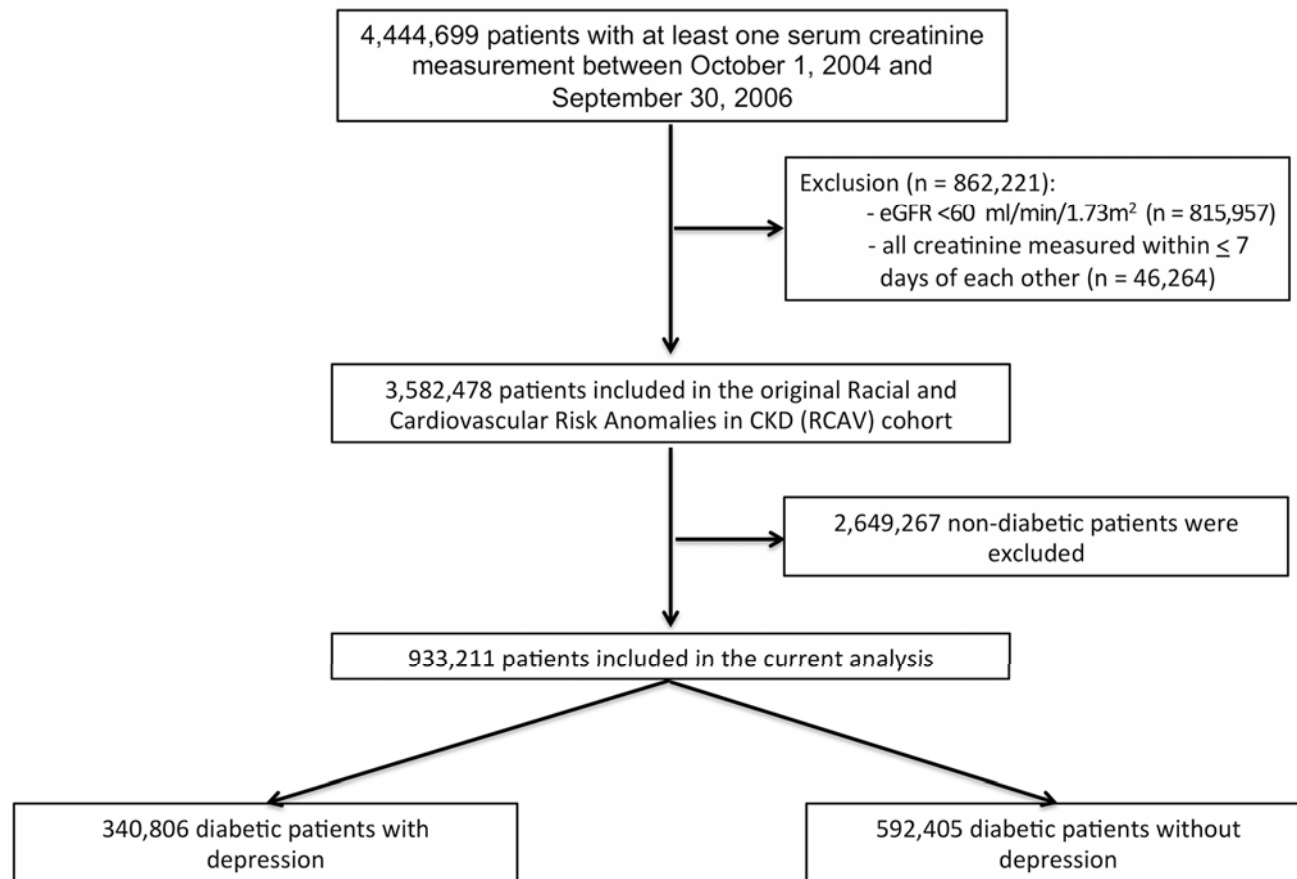 4,444,699 patients with at least one serum creatinine
measurement between October 1, 2004 and
September 30, 2006
Exclusion (n = 862,221):
- eGFR <60 ml/min/1.73m² (n = 815,957)
- all creatinine measured within ≤ 7
days of each other (n = 46,264)
3,582,478 patients included in the original Racial and
Cardiovascular Risk Anomalies in CKD (RCAV) cohort
2,649,267 non-diabetic patients were
excluded
933,211 patients included in the current analysis
340,806 diabetic patients with
depression
592,405 diabetic patients without
depression